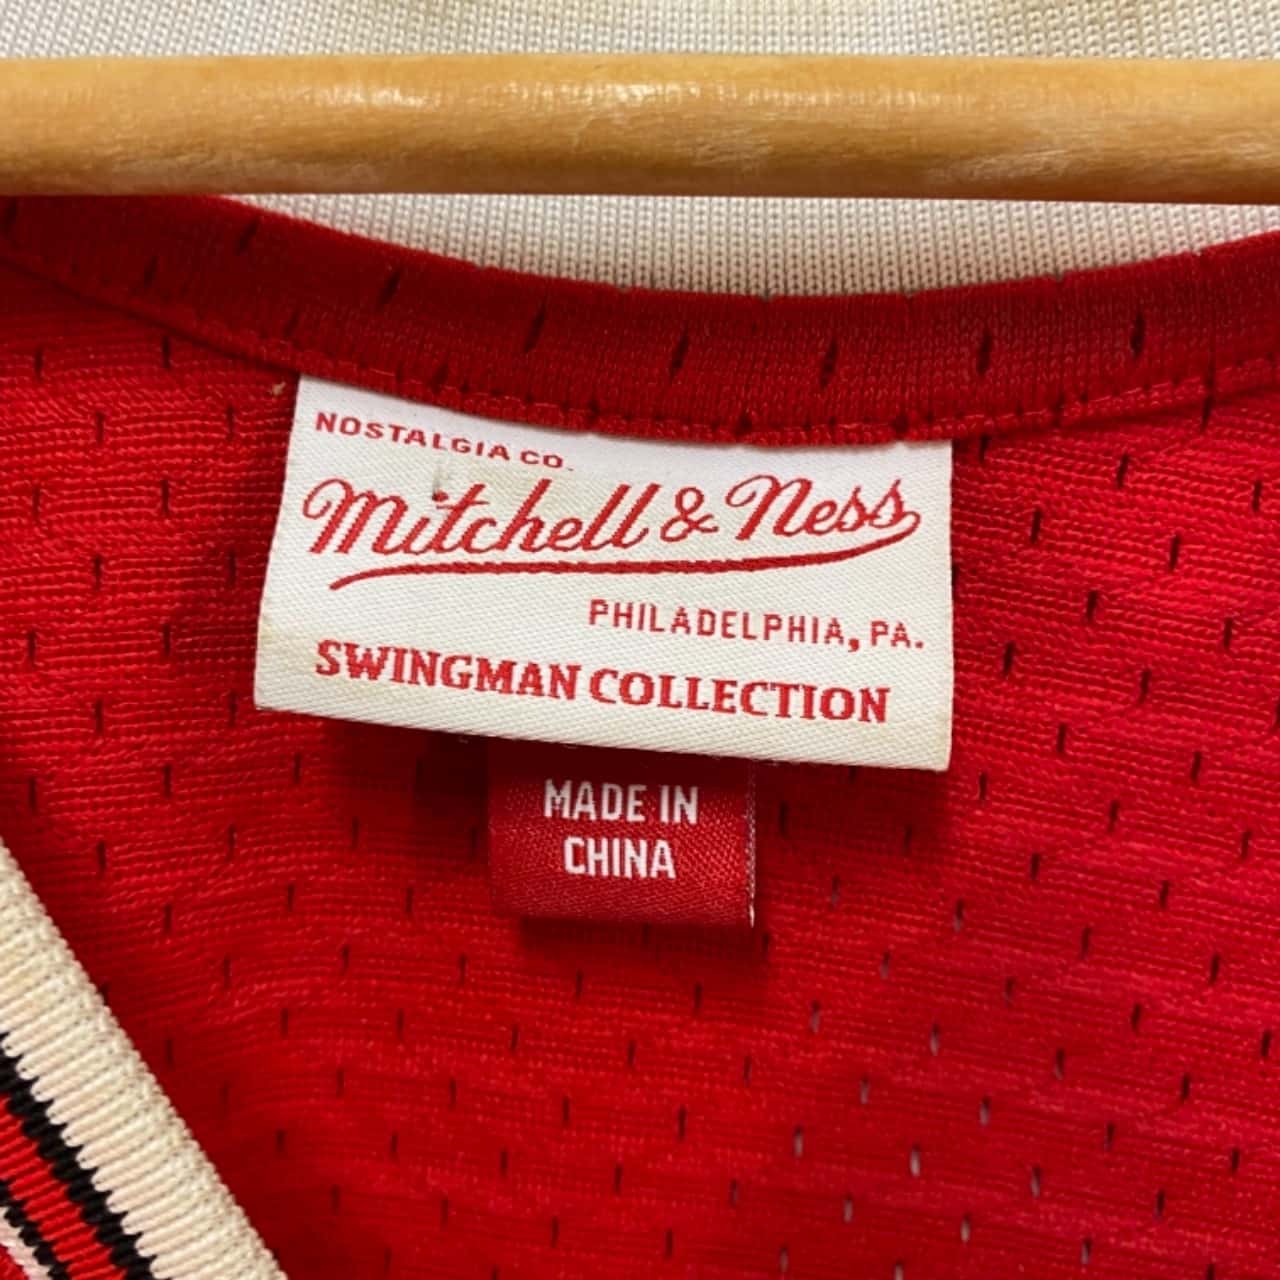 NOSTALGIA CO.
Mitchell & Ness
PHILADELPHIA, PA.
SWINGMAN COLLECTION
MADE IN
CHINA